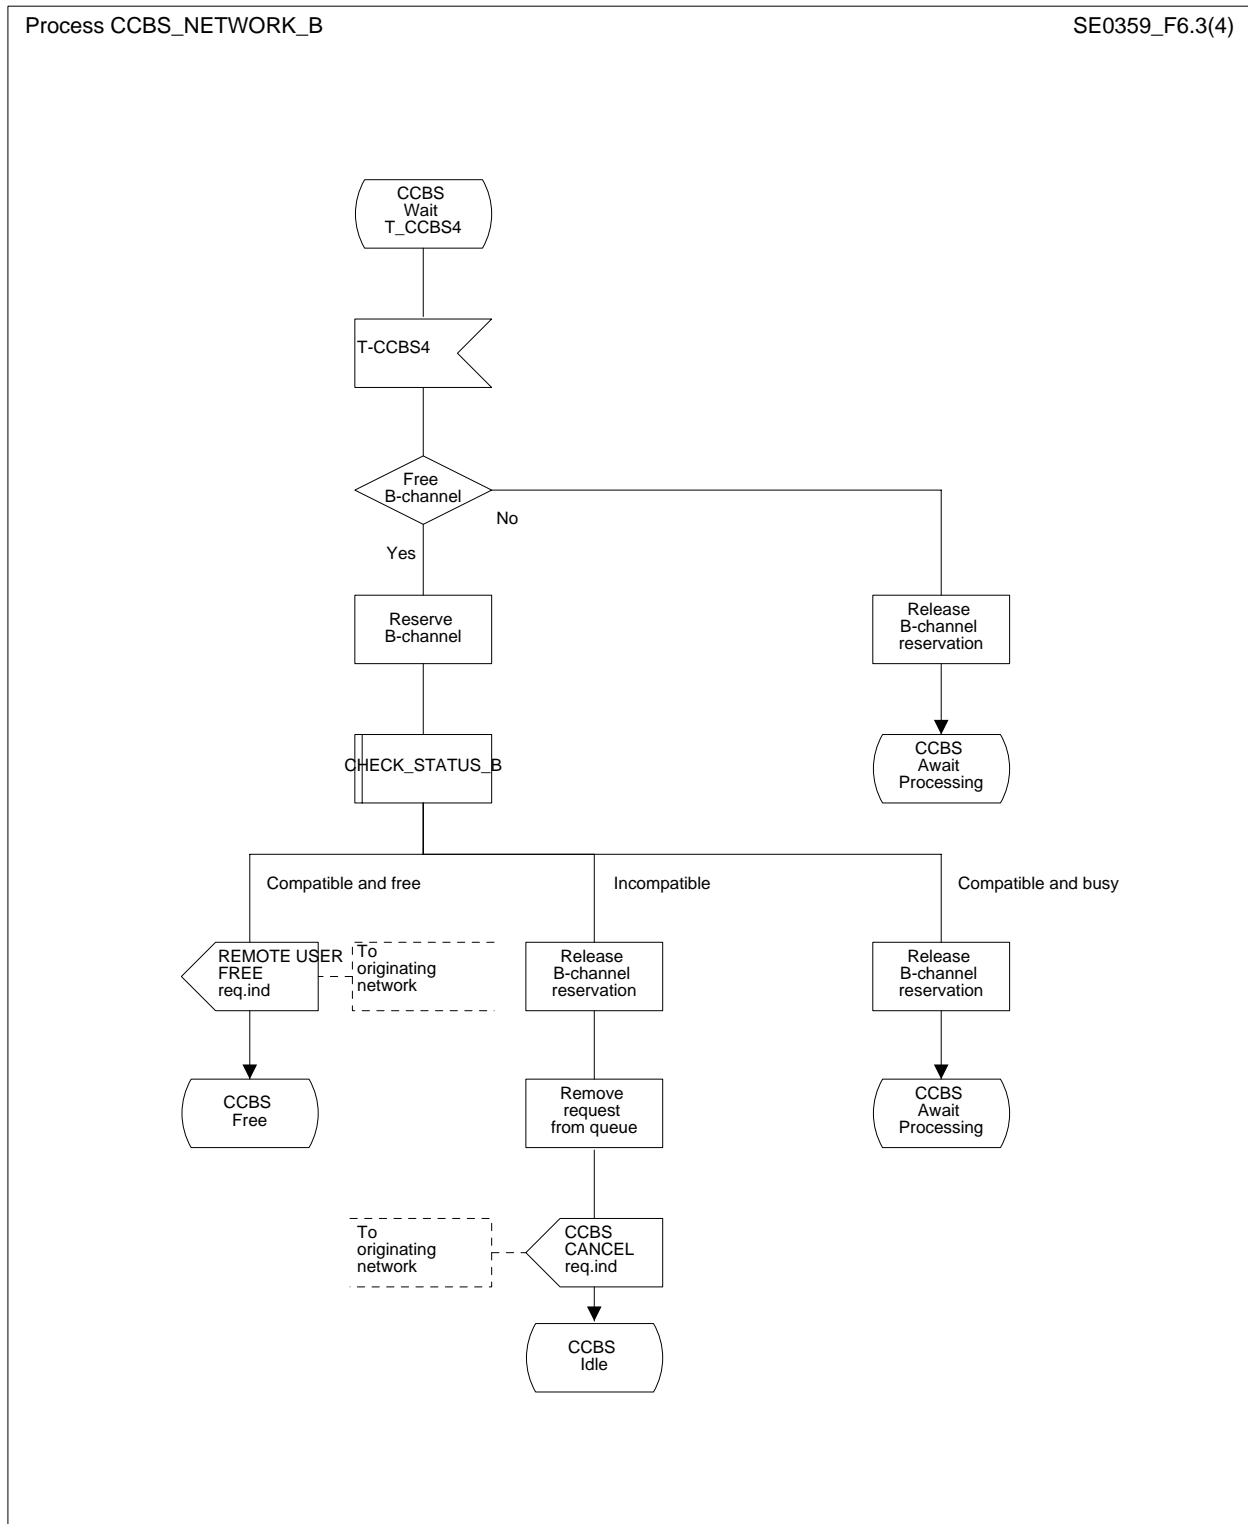 Process CCBS_NETWORK_B
SE0359_F6.3(4)
CCBS
Wait
T_CCBS4
T-CCBS4
Free
B-channel
No
Yes
Reserve
B-channel
Release
B-channel
reservation
CHECK_STATUS_B
CCBS
Await
Processing
Compatible and free
Incompatible
Compatible and busy
REMOTE USER
FREE
req.ind
To
originating
network
Release
B-channel
reservation
Release
B-channel
reservation
CCBS
Free
Remove
request
from queue
CCBS
Await
Processing
To
originating
network
CCBS
CANCEL
req.ind
CCBS
Idle